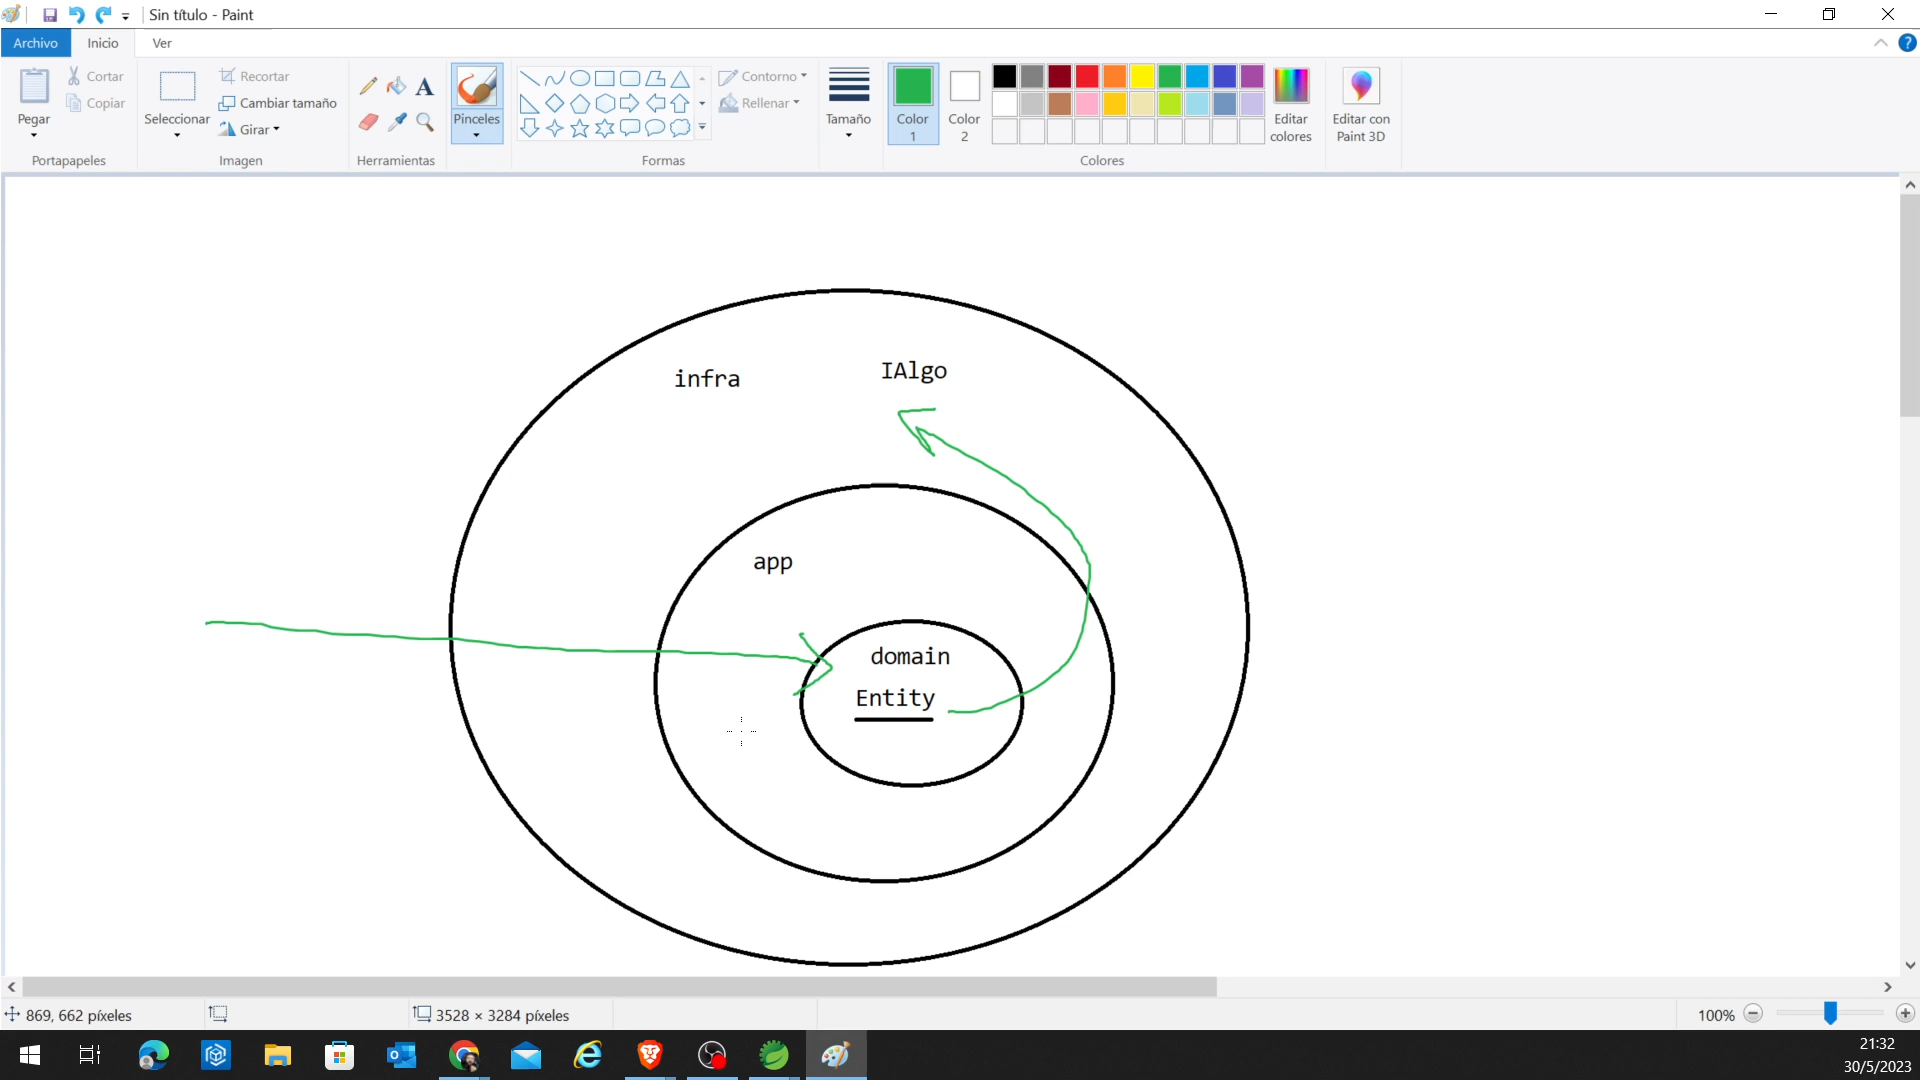 Sin título - Paint
Archivo Inicio Ver
Pegar
Cortar
Copiar
Portapapeles
Seleccionar
Recortar
Cambiar tamaño
Girar
Imagen
A
Herramientas
Pinceles
Formas
Contorno
Rellenar
Tamaño
Color
1
Color
2
Colores
Editar
colores
Editar con
Paint 3D
?
infra
IAlgo
app
domain
Entity
869, 662 píxeles
3528 × 3284 píxeles
100%
21:32
30/5/2023